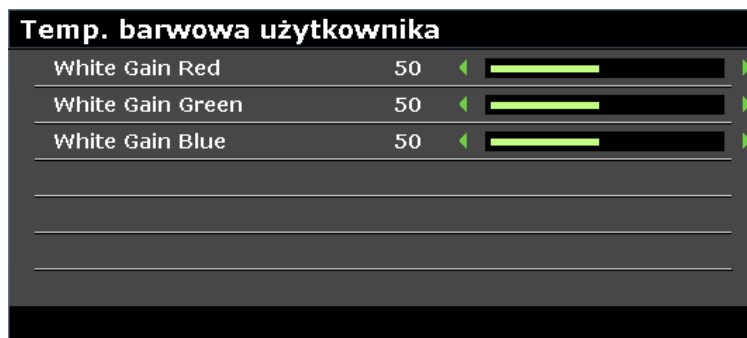 Temp. barwowa użytkownika
White Gain Red 50
White Gain Green 50
White Gain Blue 50